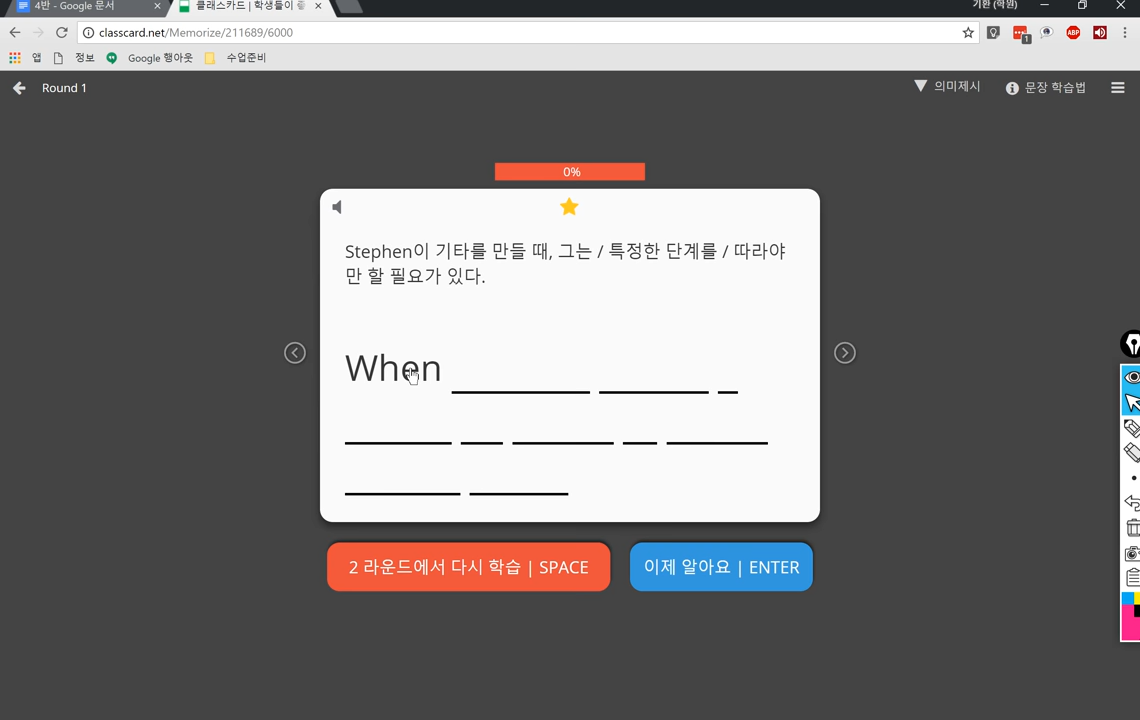 4반 - Google 문서
클래스카드 | 학생들이 좋
기환 (학원)
classcard.net/Memorize/211689/6000
1
ABP
앱
정보
Google 행아웃
수업준비
Round 1
의미제시
문장 학습법
0%
Stephen이 기타를 만들 때, 그는 / 특정한 단계를 / 따라야
만 할 필요가 있다.
When
2 라운드에서 다시 학습 | SPACE
이제 알아요 | ENTER